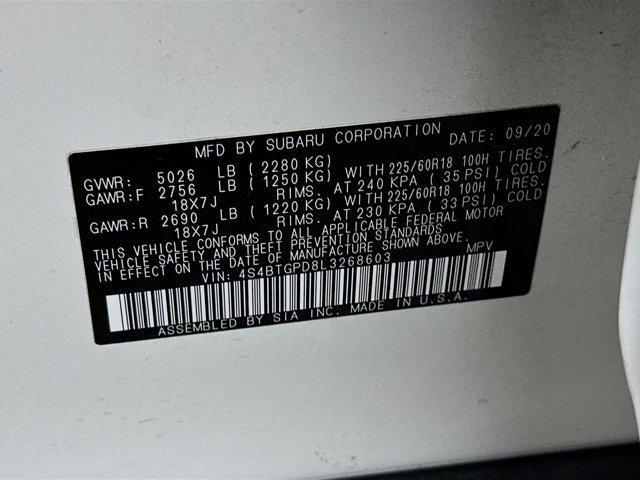 MFD BY SUBARU CORPORATION DATE: 09/20
GVWR: 5026 LB ( 2280 KG)
GAWR:F 2756 LB ( 1250 KG) WITH 225/60R18 100H TIRES.
18X7J RIMS. AT 240 KPA ( 35 PSI) COLD
GAWR:R 2690 LB ( 1220 KG) WITH 225/60R18 100H TIRES.
18X7J RIMS. AT 230 KPA ( 33 PSI) COLD
THIS VEHICLE CONFORMS TO ALL APPLICABLE FEDERAL MOTOR
VEHICLE SAFETY AND THEFT PREVENTION STANDARDS
IN EFFECT ON THE DATE OF MANUFACTURE SHOWN ABOVE.
VIN: 4S4BTGPD8L3268603 MPV
ASSEMBLED BY SIA INC. MADE IN U.S.A.